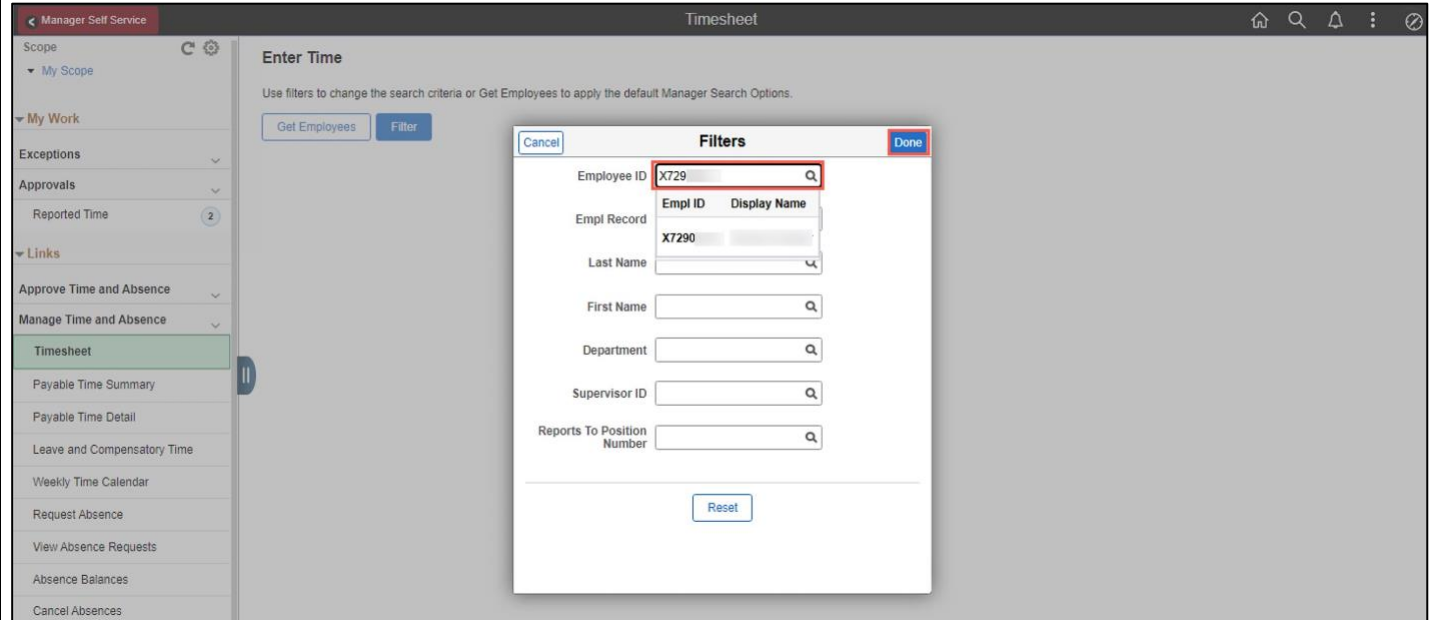 Manager Self Service
Timesheet
Scope
My Scope
My Work
Exceptions
Approvals
Reported Time 2
Links
Approve Time and Absence
Manage Time and Absence
Timesheet
Payable Time Summary
Payable Time Detail
Leave and Compensatory Time
Weekly Time Calendar
Request Absence
View Absence Requests
Absence Balances
Cancel Absences
Enter Time
Use filters to change the search criteria or Get Employees to apply the default Manager Search Options.
Get Employees Filter
Cancel Filters Done
Employee ID X729
Empl ID Display Name
Empl Record
X7290
Last Name
First Name
Department
Supervisor ID
Reports To Position
Number
Reset